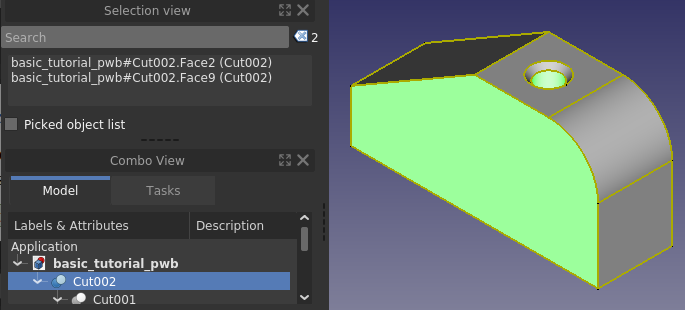 Selection view
Search
2
basic_tutorial_pwb#Cut002.Face2 (Cut002)
basic_tutorial_pwb#Cut002.Face9 (Cut002)
Picked object list
Combo View
Model Tasks
Labels & Attributes Description
Application
basic_tutorial_pwb
Cut002
Cut001